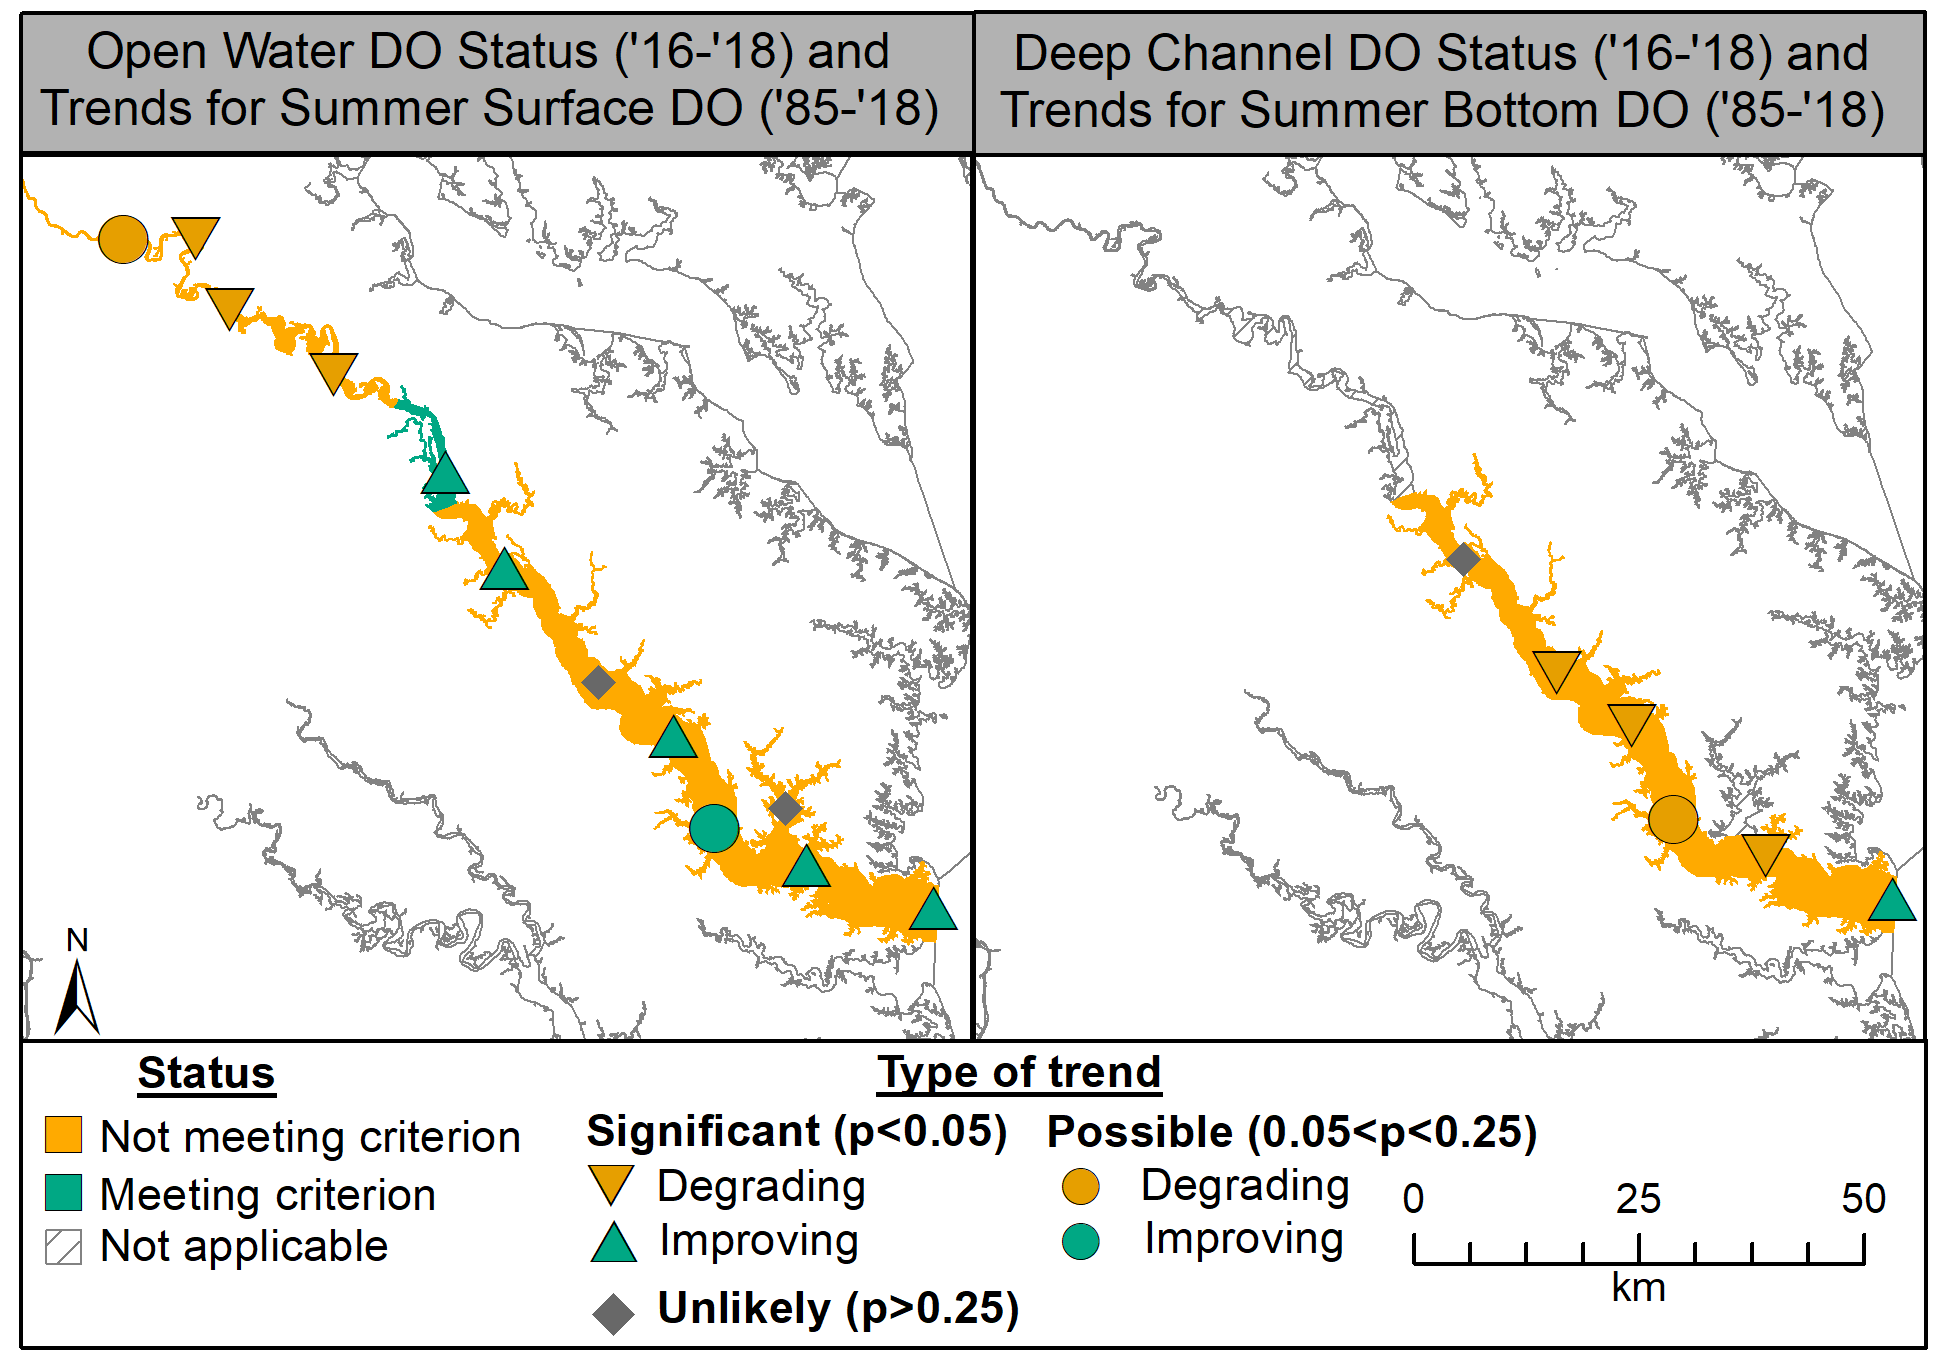 Open Water DO Status ('16-'18) and
Trends for Summer Surface DO ('85-'18)
Deep Channel DO Status ('16-'18) and
Trends for Summer Bottom DO ('85-'18)
N
Status
Not meeting criterion
Meeting criterion
Not applicable
Type of trend
Significant (p<0.05)
Degrading
Improving
Unlikely (p>0.25)
Possible (0.05<p<0.25)
Degrading
Improving
0 25 50
km